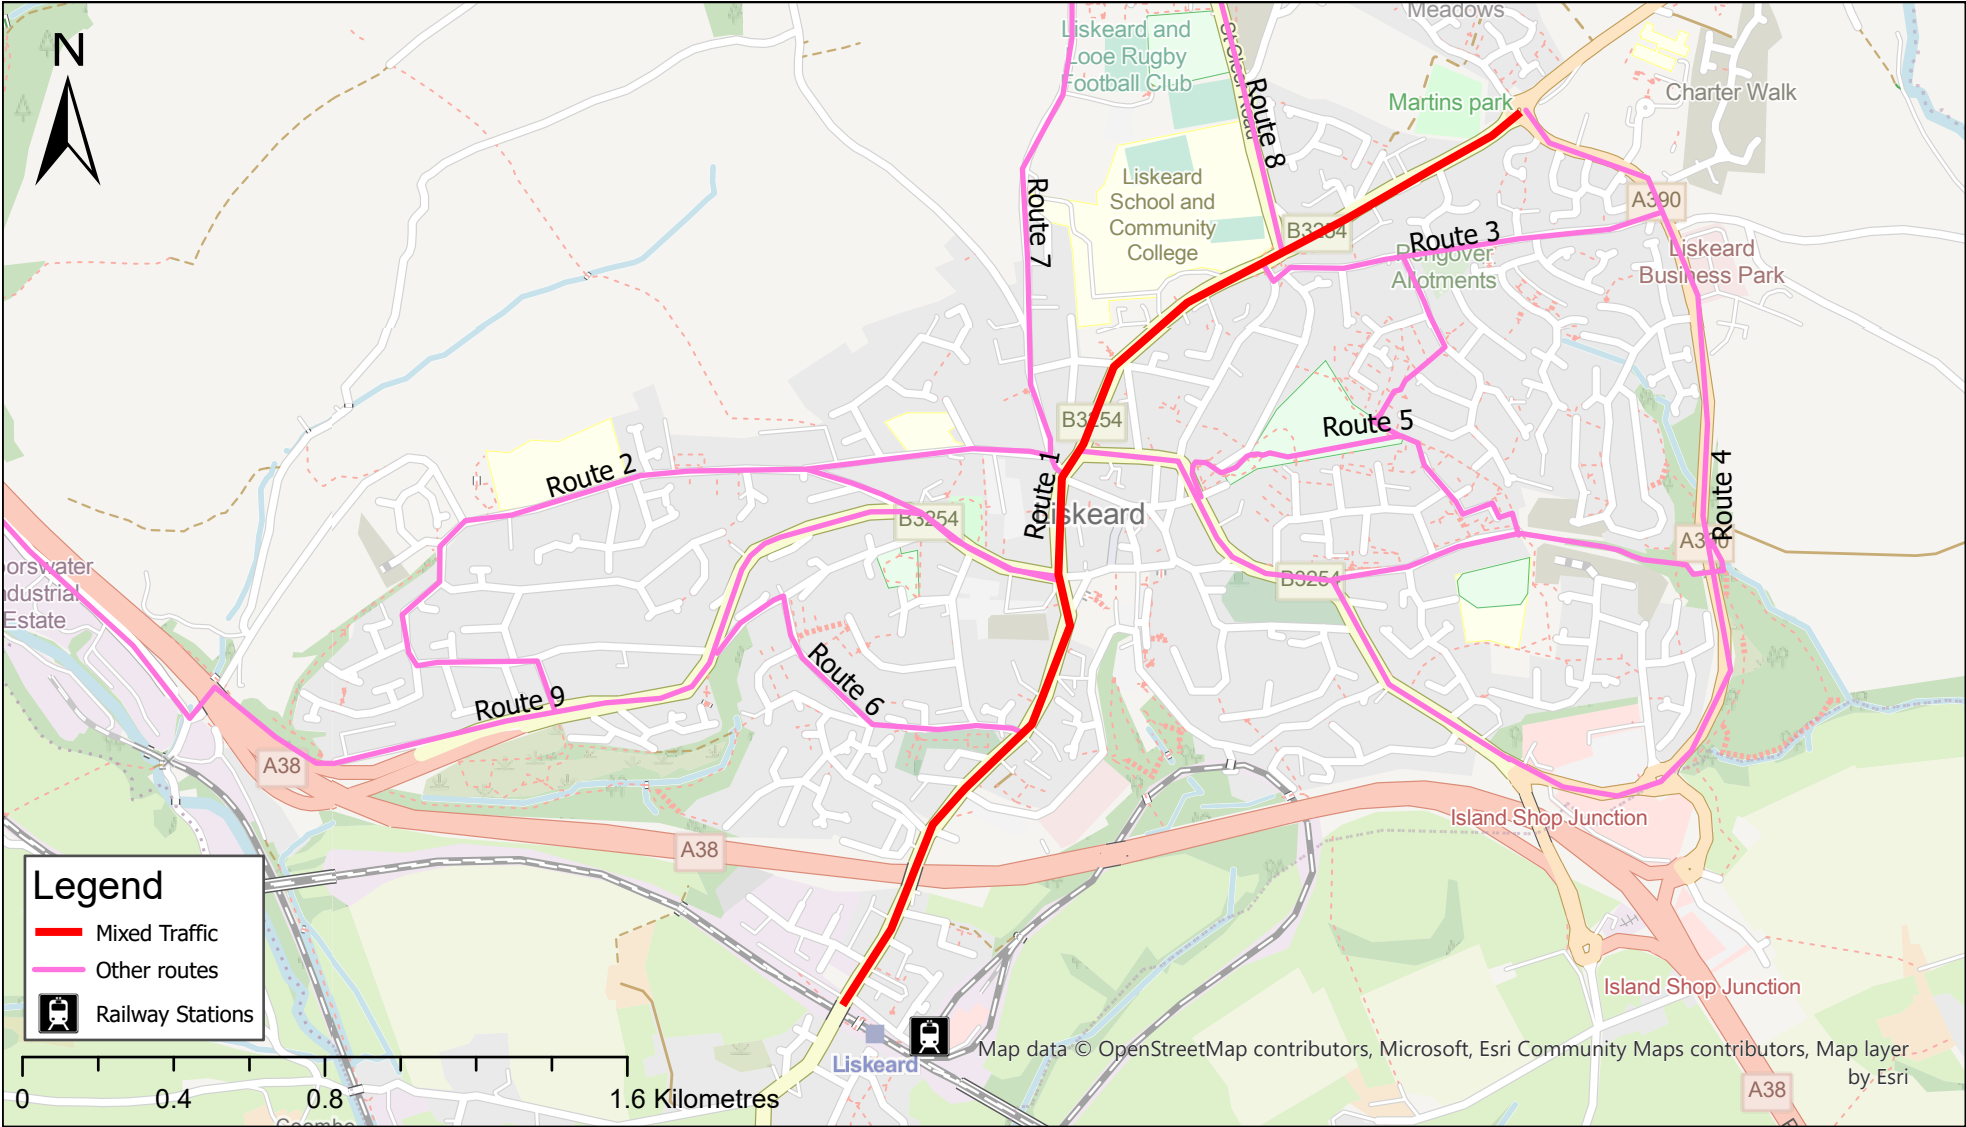 Meadows
N
Liskeard and
Looe Rugby
Football Club
Route 8
Martins park
Charter Walk
Liskeard
School and
Community
College
Route 7
A390
B3254
Route 3
Liskeard
Business Park
Pengover
Allotments
B3254
Route 5
Route 2
Route 1
Route 4
Liskeard
B3254
B3254
orswater
ndustrial
Estate
Route 6
Route 9
A38
Island Shop Junction
A38
Legend
Mixed Traffic
Other routes
Railway Stations
Island Shop Junction
Liskeard
Map data © OpenStreetMap contributors, Microsoft, Esri Community Maps contributors, Map layer
by Esri
0 0.4 0.8 1.6 Kilometres
A38